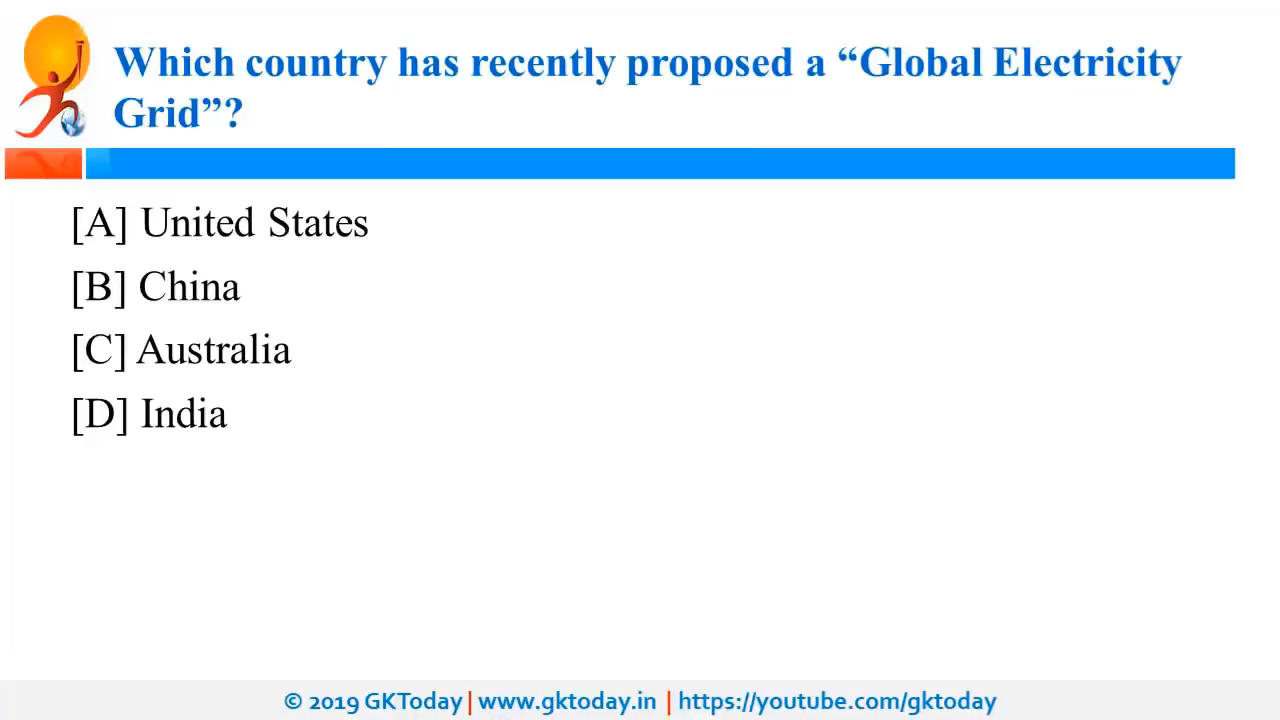 Which country has recently proposed a “Global Electricity
Grid”?
[A] United States
[B] China
[C] Australia
[D] India
© 2019 GKToday | www.gktoday.in | https://youtube.com/gktoday